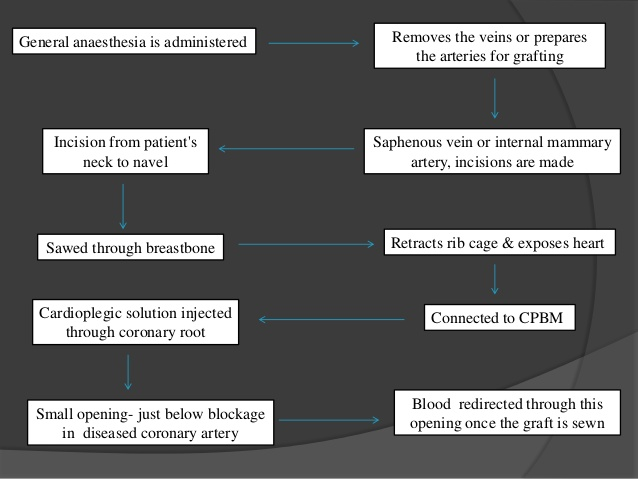 General anaesthesia is administered
Removes the veins or prepares
the arteries for grafting
Saphenous vein or internal mammary
artery, incisions are made
Incision from patient's
neck to navel
Sawed through breastbone
Retracts rib cage & exposes heart
Connected to CPBM
Cardioplegic solution injected
through coronary root
Small opening- just below blockage
in diseased coronary artery
Blood redirected through this
opening once the graft is sewn